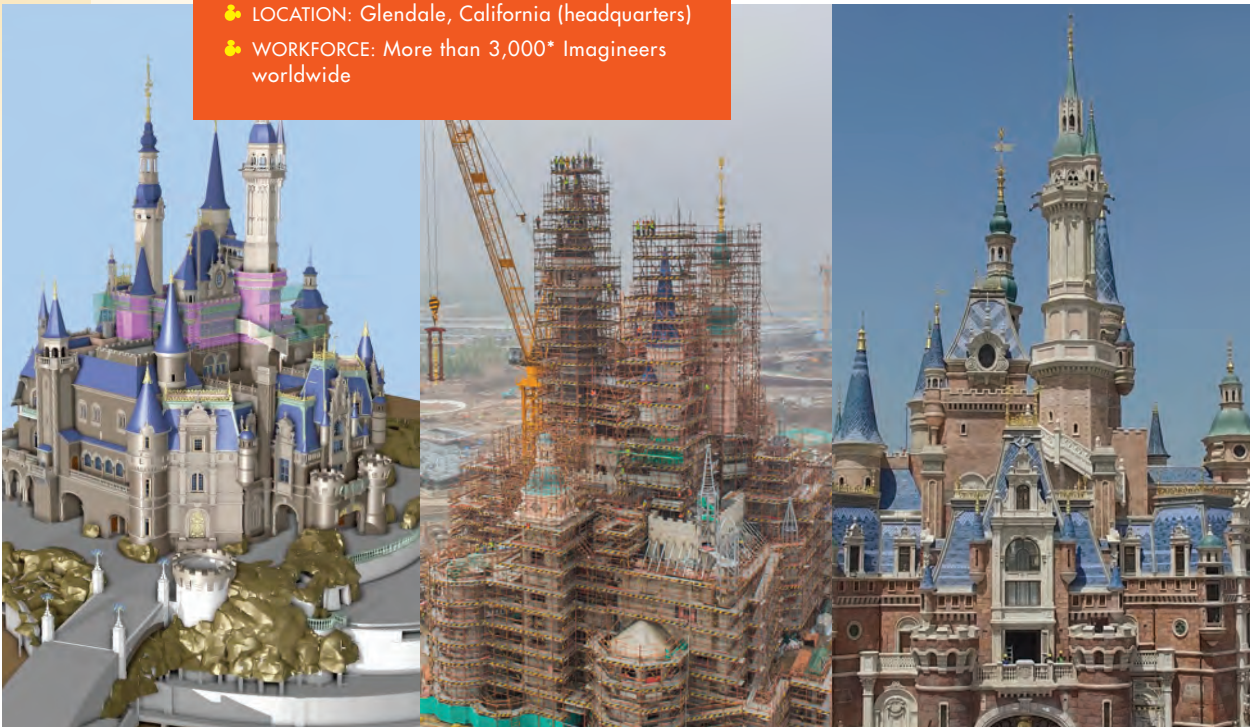 LOCATION: Glendale, California (headquarters)
WORKFORCE: More than 3,000* Imagineers
worldwide